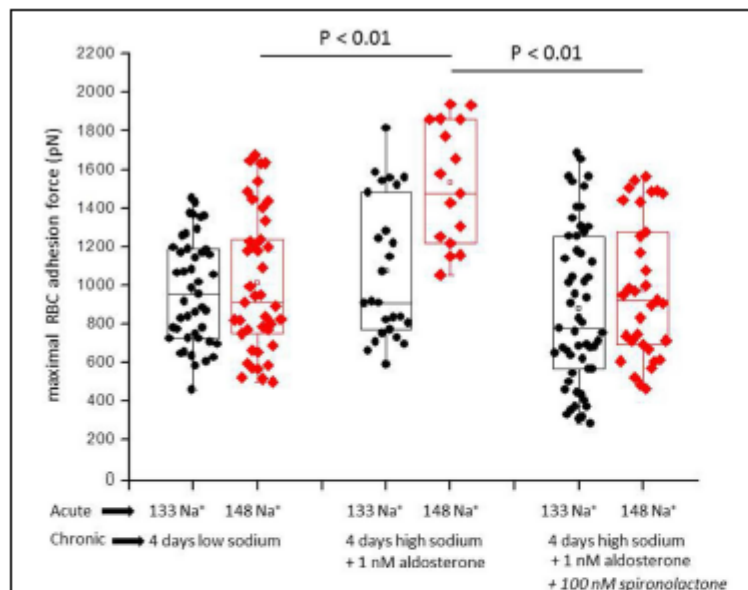 P < 0.01
P < 0.01
maximal RBC adhesion force (pN)
2200
2000
1800
1600
1400
1200
1000
800
600
400
200
0
Acute 133 Na⁺ 148 Na⁺ 133 Na⁺ 148 Na⁺ 133 Na⁺ 148 Na⁺
Chronic 4 days low sodium 4 days high sodium 4 days high sodium
+ 1 nM aldosterone + 1 nM aldosterone
+ 100 nM spironolactone